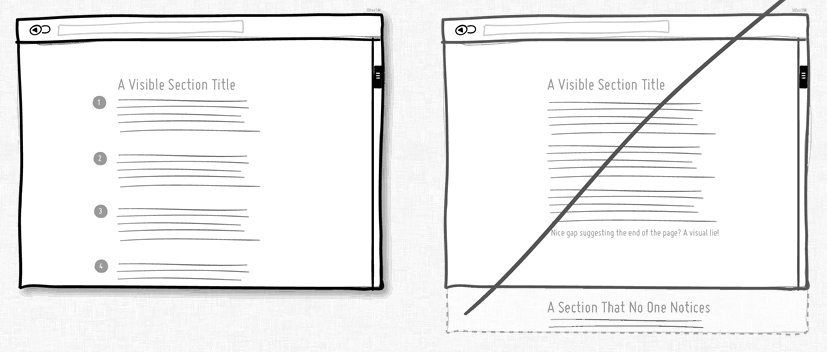 A Visible Section Title
1
2
3
4
A Visible Section Title
Nice gap suggesting the end of the page? A visual lie!
A Section That No One Notices